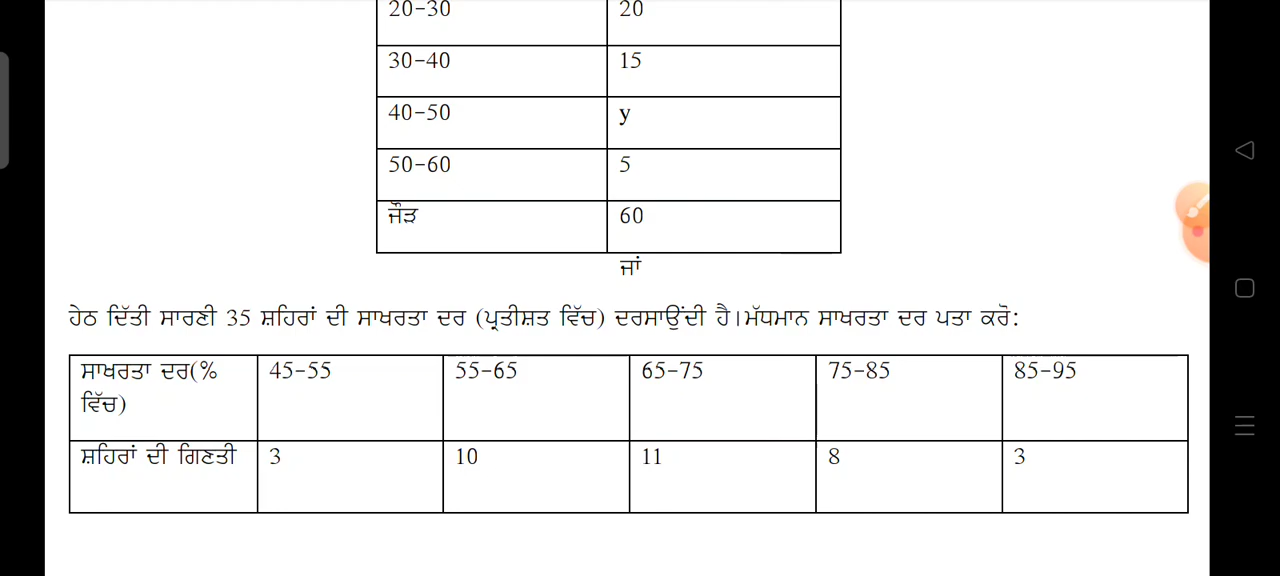 20-30 20
30-40 15
40-50 y
50-60 5
ਜੌੜ 60
ਜਾਂ
ਹੇਠ ਦਿੱਤੀ ਸਾਰਣੀ 35 ਸ਼ਹਿਰਾਂ ਦੀ ਸਾਖਰਤਾ ਦਰ (ਪ੍ਰਤੀਸ਼ਤ ਵਿੱਚ) ਦਰਸਾਉਂਦੀ ਹੈ।ਮੱਧਮਾਨ ਸਾਖਰਤਾ ਦਰ ਪਤਾ ਕਰੋ:
ਸਾਖਰਤਾ ਦਰ(% 45-55 55-65 65-75 75-85 85-95
ਵਿੱਚ)
ਸ਼ਹਿਰਾਂ ਦੀ ਗਿਣਤੀ 3 10 11 8 3